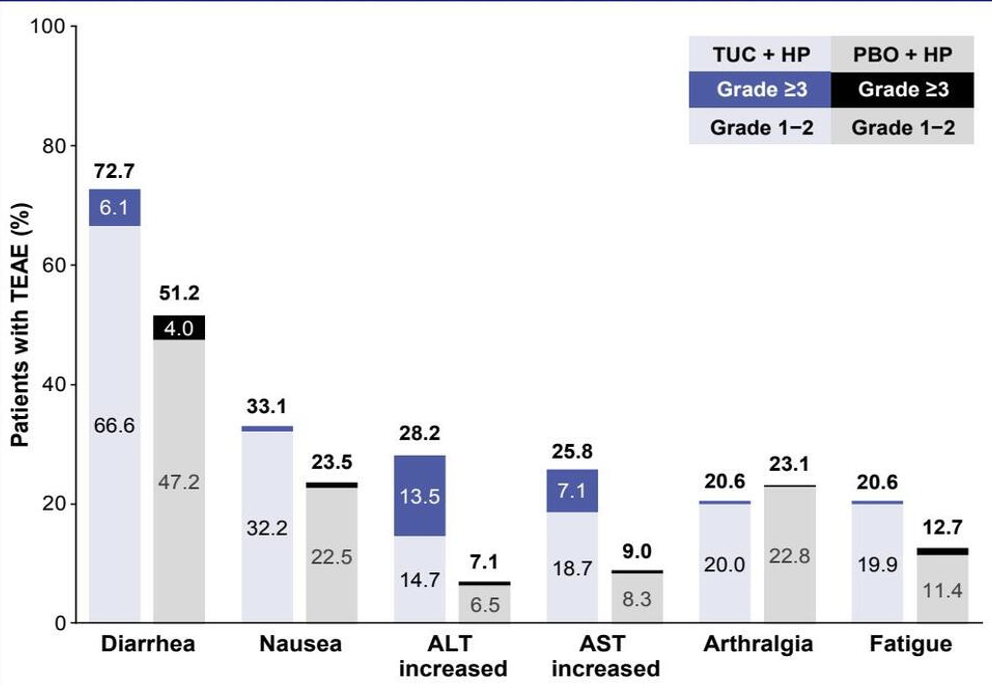 TUC + HP PBO + HP
Grade ≥3 Grade ≥3
Grade 1−2 Grade 1−2
Patients with TEAE (%)
100
80
60
40
20
0
72.7
6.1
66.6
51.2
4.0
47.2
33.1
32.2
23.5
22.5
28.2
13.5
14.7
7.1
6.5
25.8
7.1
18.7
9.0
8.3
20.6
20.0
23.1
22.8
20.6
19.9
12.7
11.4
Diarrhea
Nausea
ALT
increased
AST
increased
Arthralgia
Fatigue